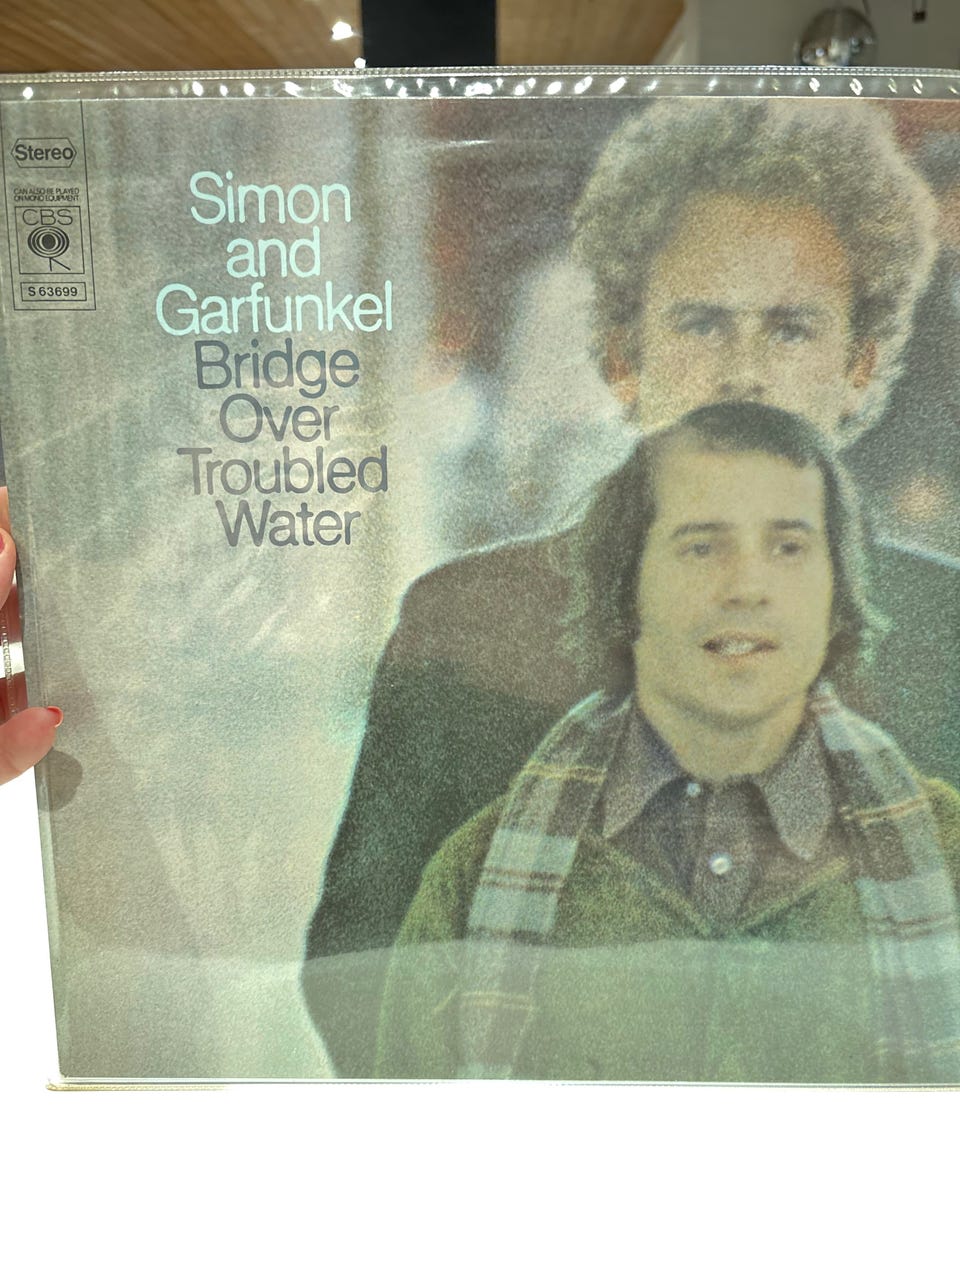 Stereo
CAN ALSO BE PLAYED
ON MONO EQUIPMENT
CBS
S 63699
Simon
and
Garfunkel
Bridge
Over
Troubled
Water